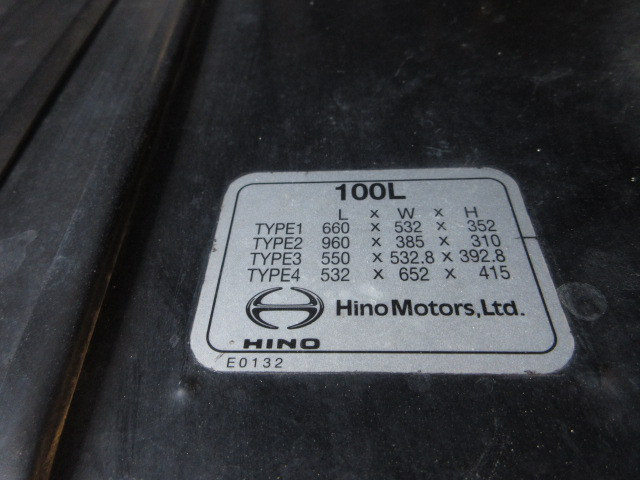 100L
L x W x H
TYPE1 660 x 532 x 352
TYPE2 960 x 385 x 310
TYPE3 550 x 532.8 x 392.8
TYPE4 532 x 652 x 415
Hino Motors, Ltd.
HINO
E0132